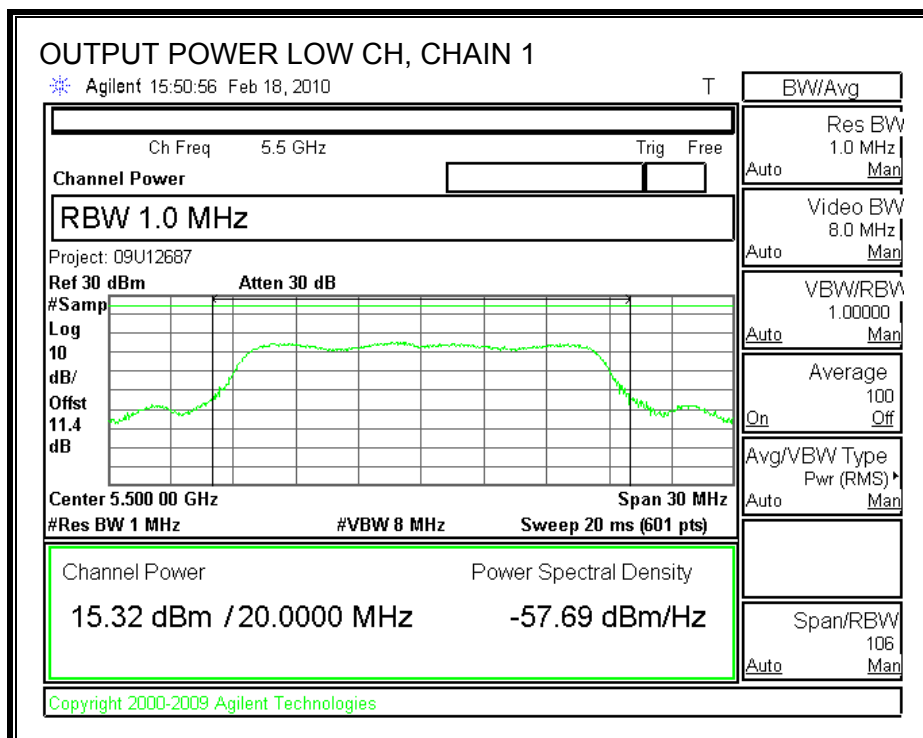 OUTPUT POWER LOW CH, CHAIN 1
Agilent 15:50:56 Feb 18, 2010 T
Ch Freq 5.5 GHz Trig Free
Channel Power
RBW 1.0 MHz
Project: 09U12687
Ref 30 dBm Atten 30 dB
#Samp
Log
10
dB/
Offst
11.4
dB
Center 5.500 00 GHz Span 30 MHz
#Res BW 1 MHz #VBW 8 MHz Sweep 20 ms (601 pts)
Channel Power Power Spectral Density
15.32 dBm / 20.0000 MHz -57.69 dBm/Hz
Copyright 2000-2009 Agilent Technologies
BW/Avg
Res BW
1.0 MHz
Auto Man
Video BW
8.0 MHz
Auto Man
VBW/RBW
1.00000
Auto Man
Average
100
On Off
Avg/VBW Type
Pwr (RMS)
Auto Man
Span/RBW
106
Auto Man